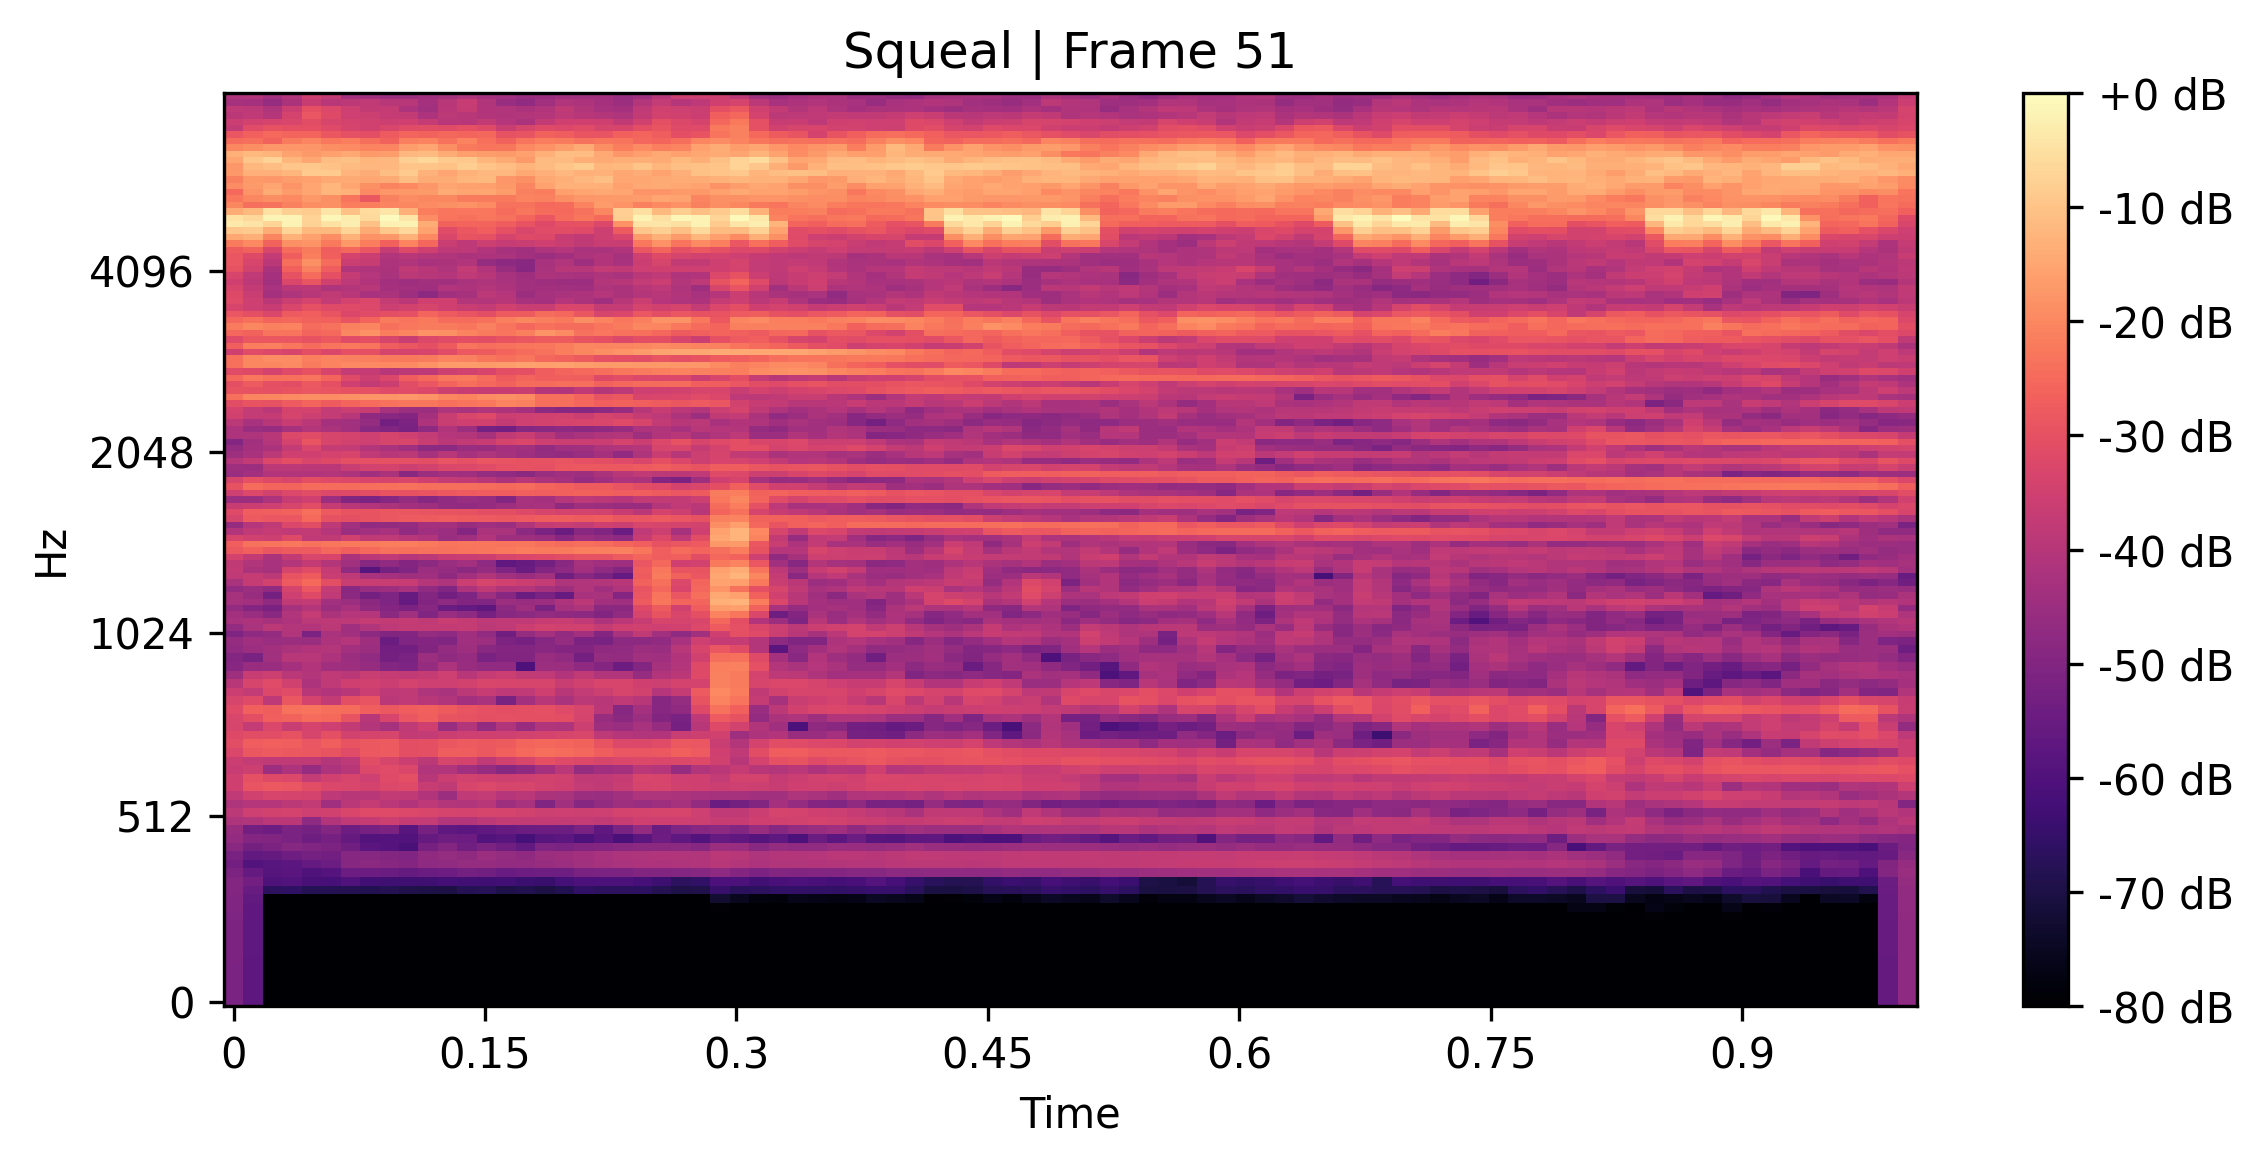 Squeal | Frame 51
+0 dB
-10 dB
-20 dB
-30 dB
-40 dB
-50 dB
-60 dB
-70 dB
-80 dB
Hz
4096
2048
1024
512
0
0 0.15 0.3 0.45 0.6 0.75 0.9
Time